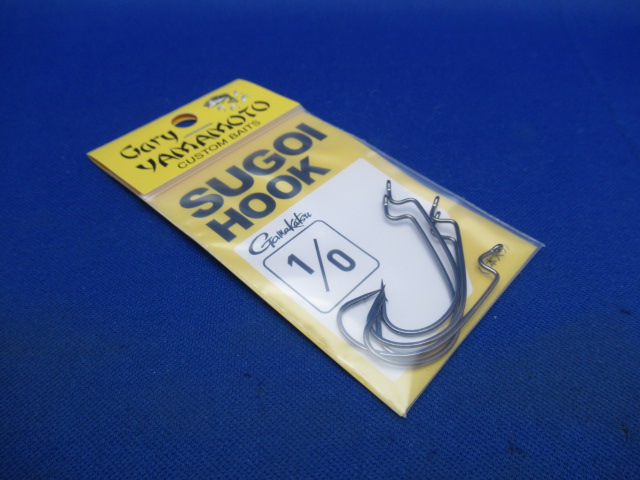 Gary
YAMAMOTO
CUSTOM BAITS
SUGOI
HOOK
Gamakatsu
1/0